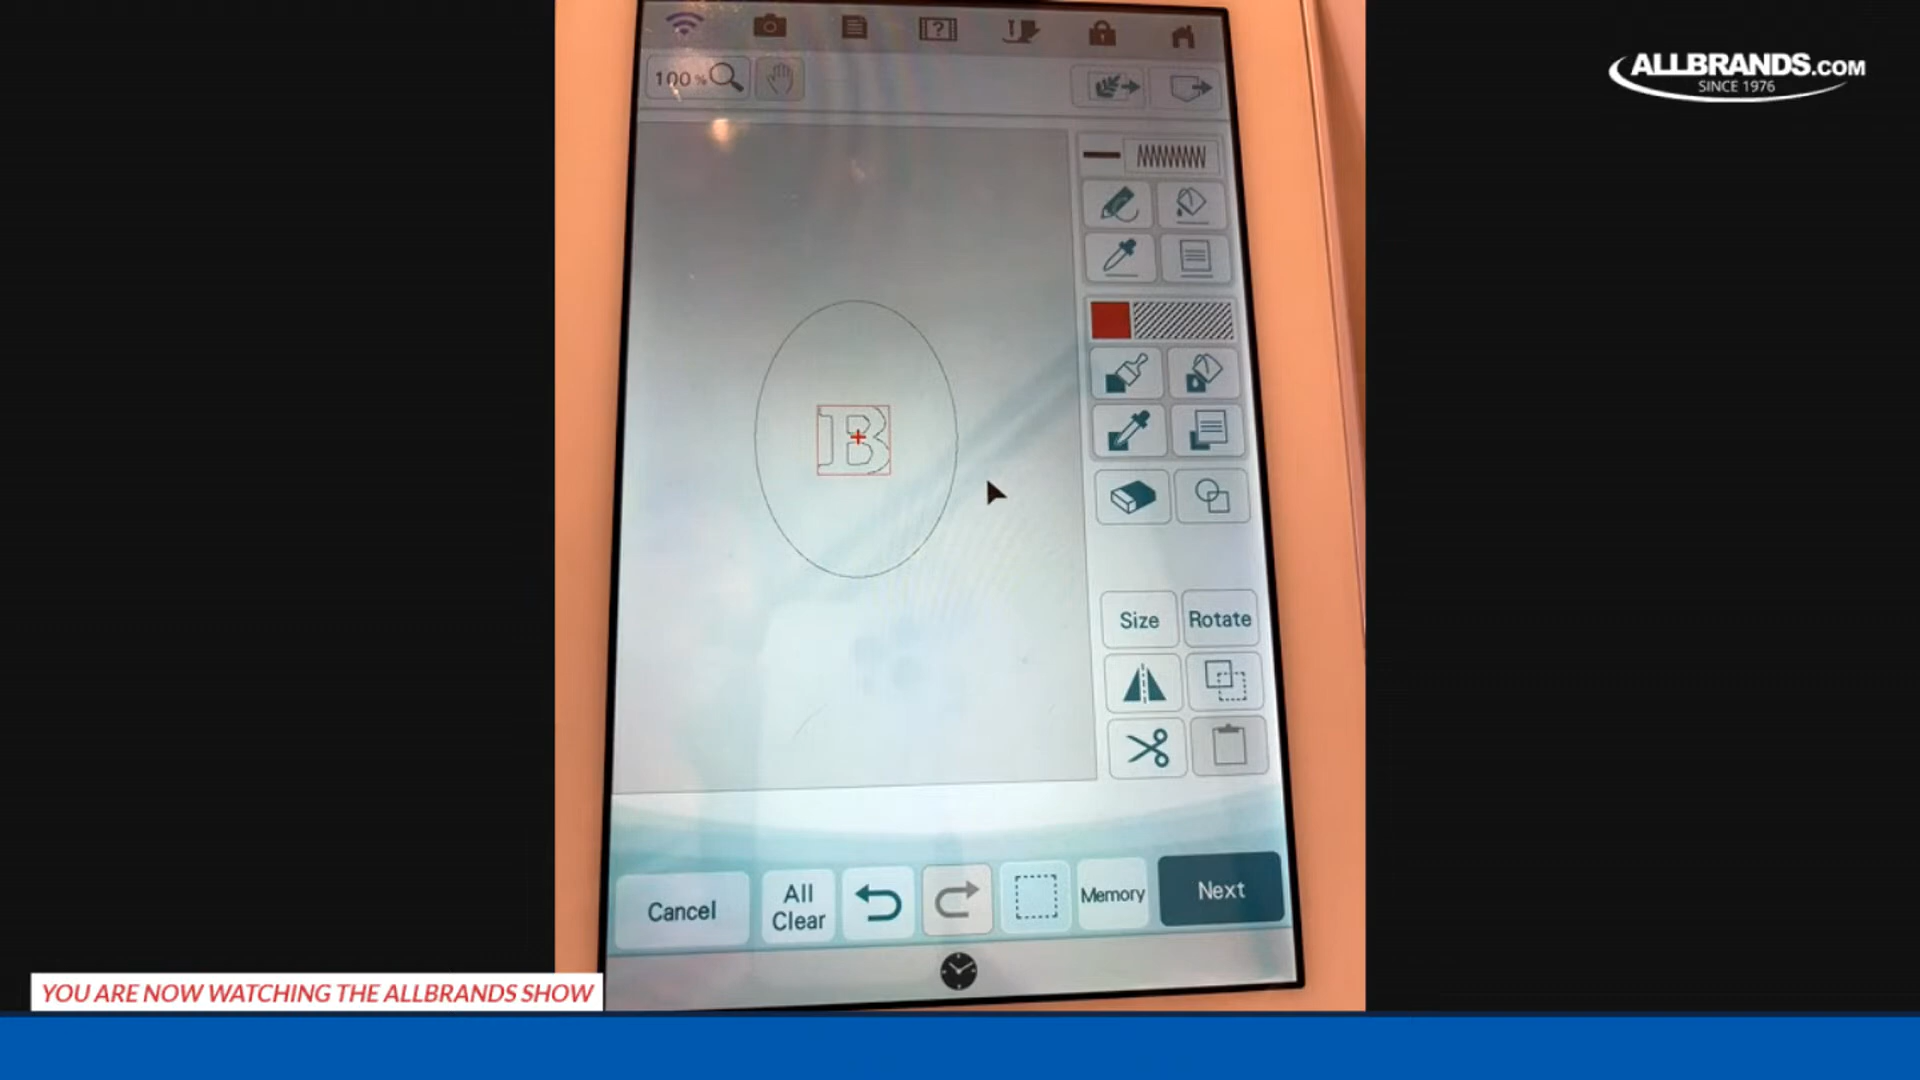 ALLBRANDS.COM
SINCE 1976
100%
B
Size
Rotate
Cancel
All
Clear
Memory
Next
YOU ARE NOW WATCHING THE ALLBRANDS SHOW